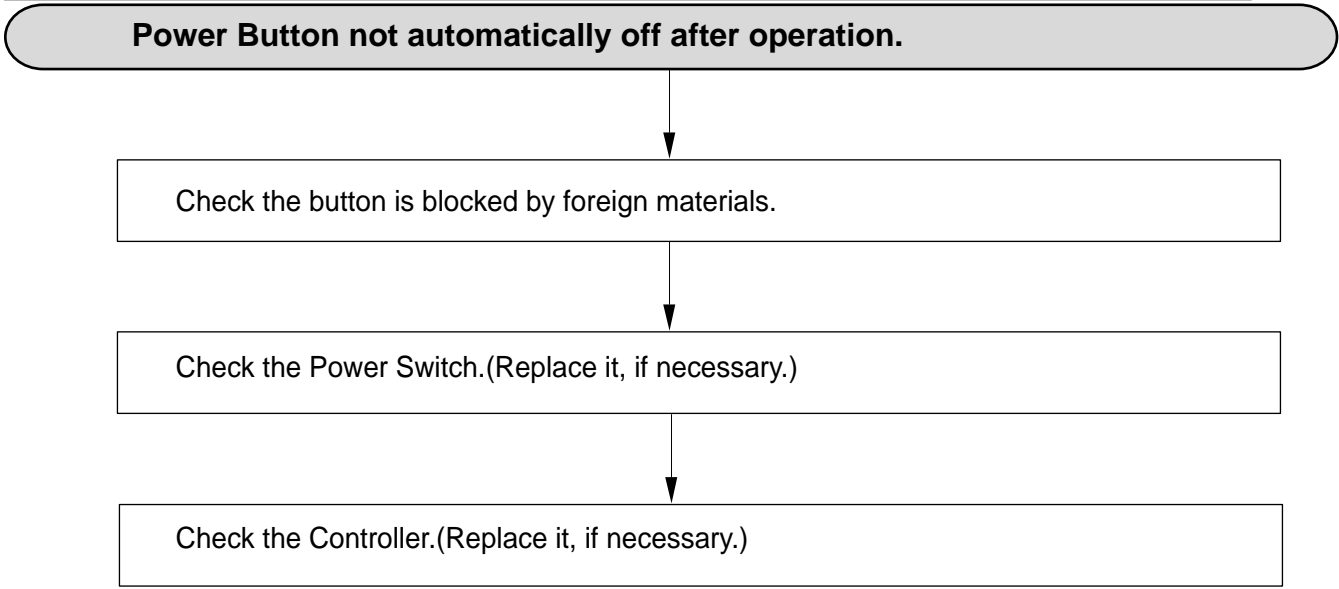 Power Button not automatically off after operation.
Check the button is blocked by foreign materials.
Check the Power Switch.(Replace it, if necessary.)
Check the Controller.(Replace it, if necessary.)